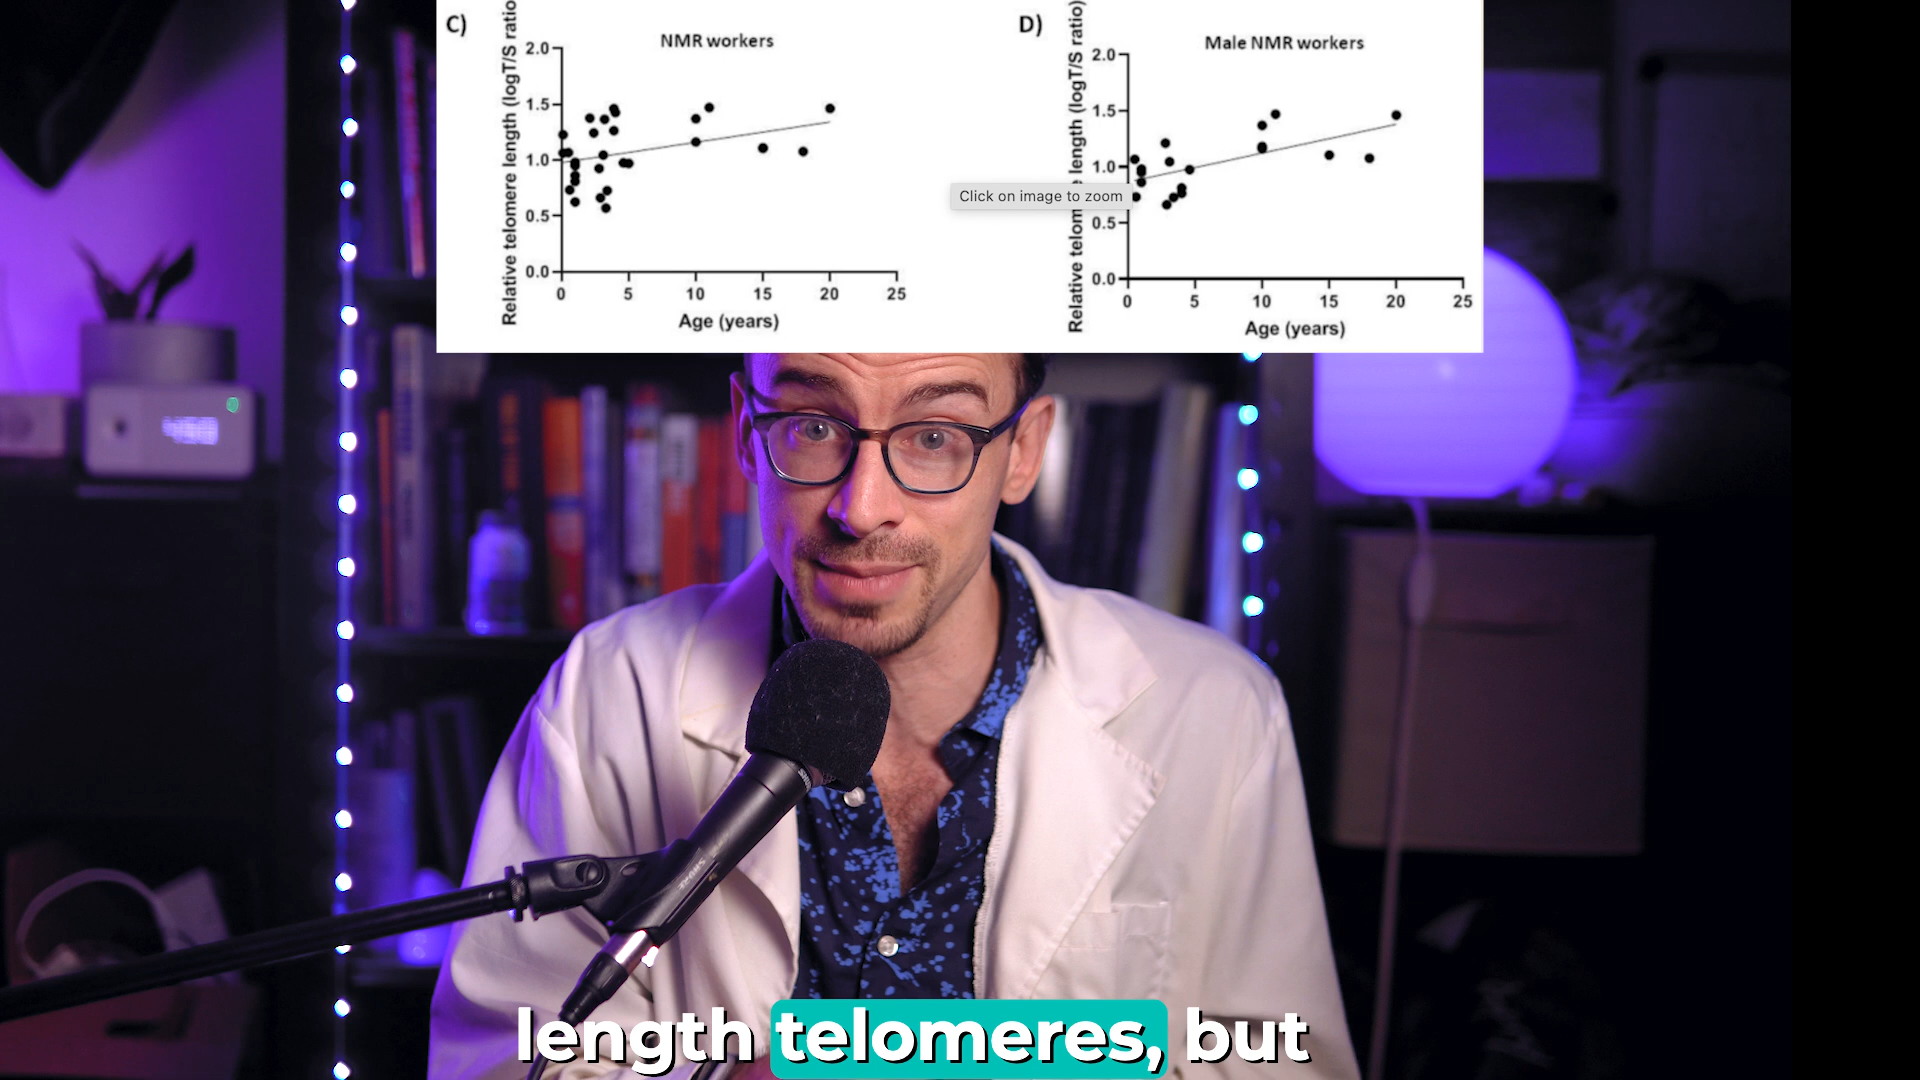 C)
NMR workers
Relative telomere length (logT/S ratio
2.0
1.5
1.0
0.5
0.0
0 5 10 15 20 25
Age (years)
D)
Male NMR workers
Relative telom e length (logT/S ratio)
2.0
1.5
1.0
0.5
0.0
0 5 10 15 20 25
Age (years)
Click on image to zoom
SHURE
length telomeres, but